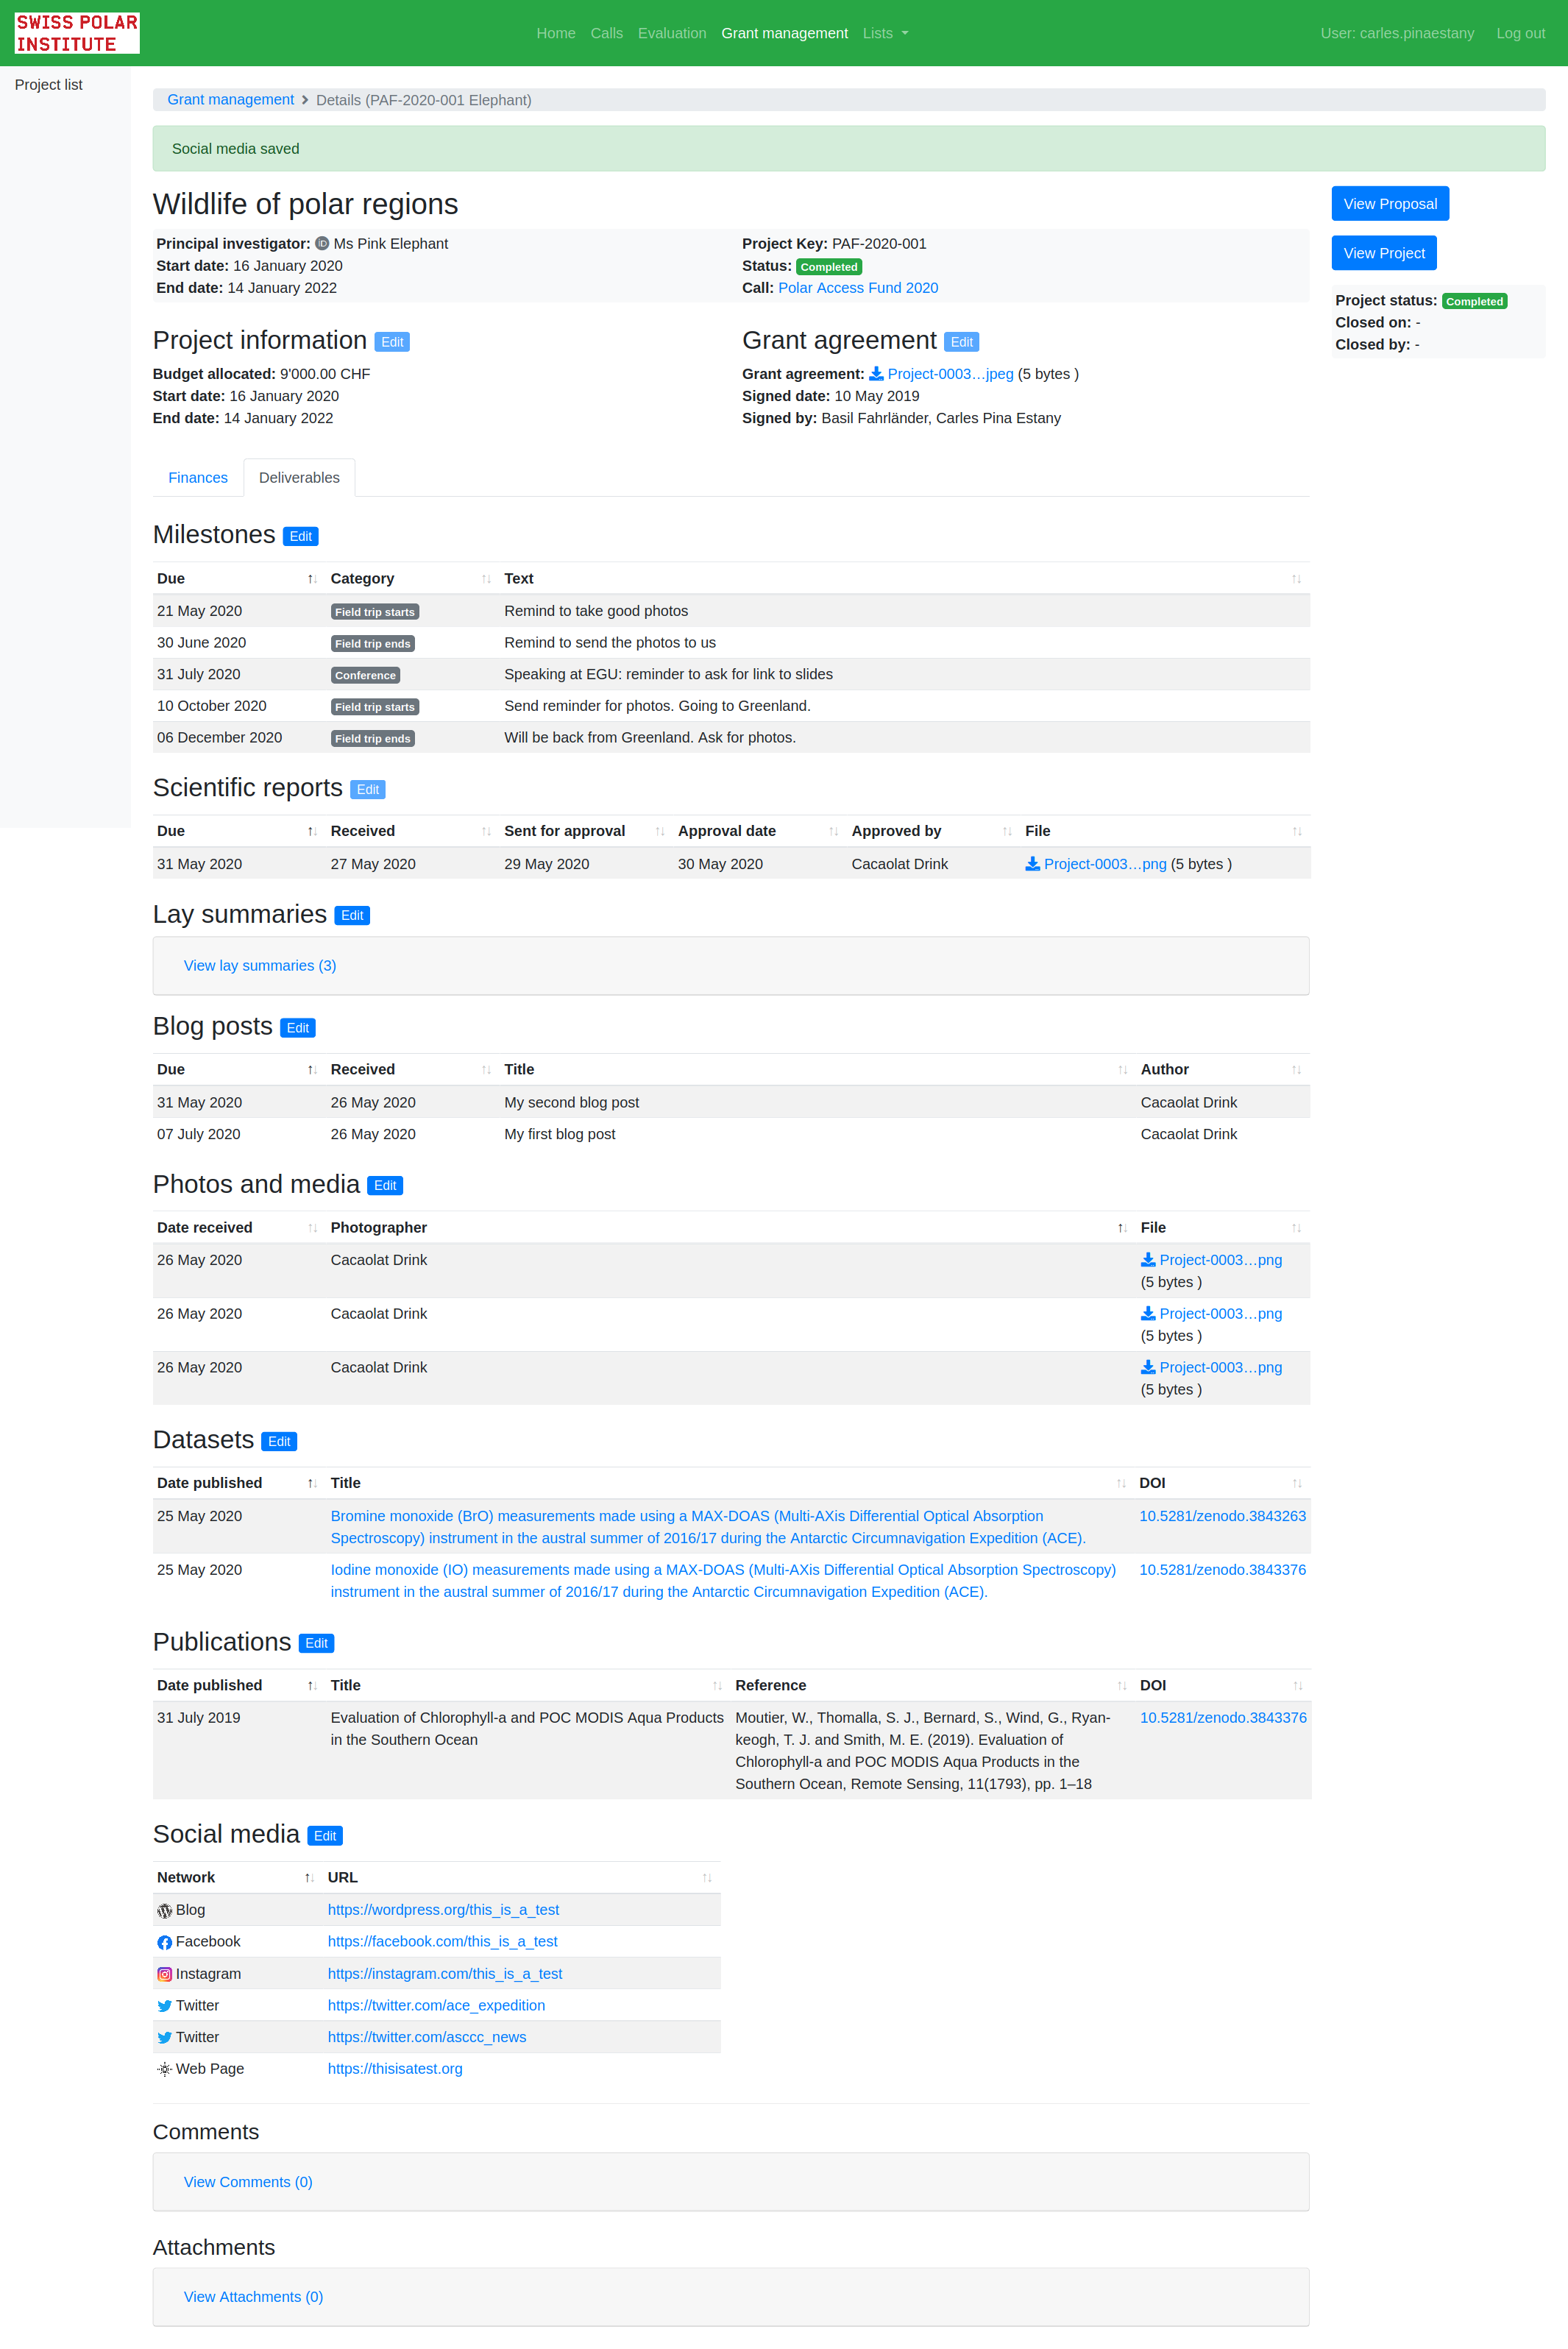 SWISS POLAR
INSTITUTE
Home Calls Evaluation Grant management Lists
User: carles.pinaestany Log out
Project list
Grant management > Details (PAF-2020-001 Elephant)
Social media saved
Wildlife of polar regions
Principal investigator: iD Ms Pink Elephant
Start date: 16 January 2020
End date: 14 January 2022
Project Key: PAF-2020-001
Status: Completed
Call: Polar Access Fund 2020
View Proposal
View Project
Project status: Completed
Closed on: -
Closed by: -
Project information Edit
Budget allocated: 9'000.00 CHF
Start date: 16 January 2020
End date: 14 January 2022
Grant agreement Edit
Grant agreement: Project-0003…jpeg (5 bytes )
Signed date: 10 May 2019
Signed by: Basil Fahrländer, Carles Pina Estany
Finances Deliverables
Milestones Edit
Due ↑↓ Category ↑↓ Text ↑↓
21 May 2020 Field trip starts Remind to take good photos
30 June 2020 Field trip ends Remind to send the photos to us
31 July 2020 Conference Speaking at EGU: reminder to ask for link to slides
10 October 2020 Field trip starts Send reminder for photos. Going to Greenland.
06 December 2020 Field trip ends Will be back from Greenland. Ask for photos.
Scientific reports Edit
Due ↑↓ Received ↑↓ Sent for approval ↑↓ Approval date ↑↓ Approved by ↑↓ File ↑↓
31 May 2020 27 May 2020 29 May 2020 30 May 2020 Cacaolat Drink Project-0003…png (5 bytes )
Lay summaries Edit
View lay summaries (3)
Blog posts Edit
Due ↑↓ Received ↑↓ Title ↑↓ Author ↑↓
31 May 2020 26 May 2020 My second blog post Cacaolat Drink
07 July 2020 26 May 2020 My first blog post Cacaolat Drink
Photos and media Edit
Date received ↑↓ Photographer ↑↓ File ↑↓
26 May 2020 Cacaolat Drink Project-0003…png
(5 bytes )
26 May 2020 Cacaolat Drink Project-0003…png
(5 bytes )
26 May 2020 Cacaolat Drink Project-0003…png
(5 bytes )
Datasets Edit
Date published ↑↓ Title ↑↓ DOI ↑↓
25 May 2020 Bromine monoxide (BrO) measurements made using a MAX-DOAS (Multi-AXis Differential Optical Absorption 10.5281/zenodo.3843263
Spectroscopy) instrument in the austral summer of 2016/17 during the Antarctic Circumnavigation Expedition (ACE).
25 May 2020 Iodine monoxide (IO) measurements made using a MAX-DOAS (Multi-AXis Differential Optical Absorption Spectroscopy) 10.5281/zenodo.3843376
instrument in the austral summer of 2016/17 during the Antarctic Circumnavigation Expedition (ACE).
Publications Edit
Date published ↑↓ Title ↑↓ Reference ↑↓ DOI ↑↓
31 July 2019 Evaluation of Chlorophyll-a and POC MODIS Aqua Products Moutier, W., Thomalla, S. J., Bernard, S., Wind, G., Ryan- 10.5281/zenodo.3843376
in the Southern Ocean keogh, T. J. and Smith, M. E. (2019). Evaluation of
Chlorophyll-a and POC MODIS Aqua Products in the
Southern Ocean, Remote Sensing, 11(1793), pp. 1–18
Social media Edit
Network ↑↓ URL ↑↓
Blog https://wordpress.org/this_is_a_test
Facebook https://facebook.com/this_is_a_test
Instagram https://instagram.com/this_is_a_test
Twitter https://twitter.com/ace_expedition
Twitter https://twitter.com/asccc_news
Web Page https://thisisatest.org
Comments
View Comments (0)
Attachments
View Attachments (0)